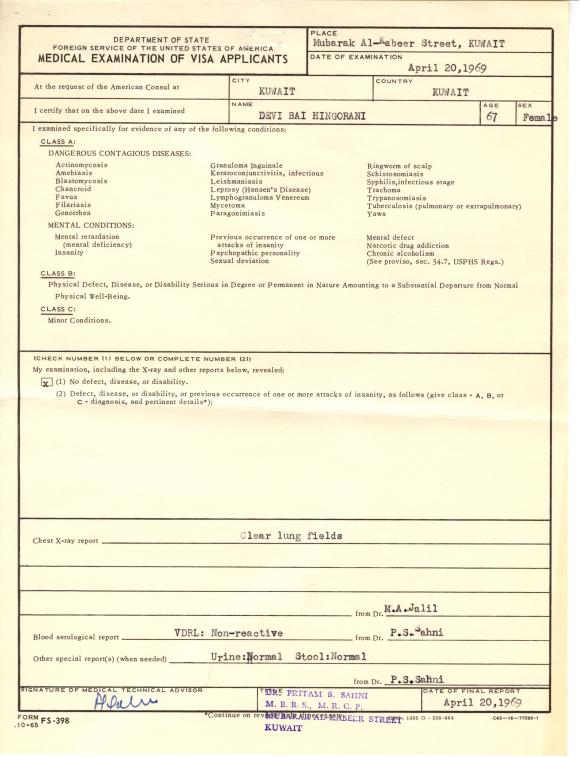 DEPARTMENT OF STATE
FOREIGN SERVICE OF THE UNITED STATES OF AMERICA
MEDICAL EXAMINATION OF VISA APPLICANTS
PLACE
Mubarak Al-Kabeer Street, KUWAIT
DATE OF EXAMINATION
April 20,1969
At the request of the American Consul at
CITY
KUWAIT
COUNTRY
KUWAIT
I certify that on the above date I examined
NAME
DEVI BAI HINGORANI
AGE
67
SEX
Female
I examined specifically for evidence of any of the following conditions:
CLASS A:
DANGEROUS CONTAGIOUS DISEASES:
Actinomycosis
Amebiasis
Blastomycosis
Chancroid
Favus
Filariasis
Gonorrhea
Granuloma Inguinale
Keratoconjunctivitis, infectious
Leishmaniasis
Leprosy (Hansen's Disease)
Lymphogranuloma Venereum
Mycetoma
Paragonimiasis
Ringworm of scalp
Schistosomiasis
Syphilis,infectious stage
Trachoma
Trypanosomiasis
Tuberculosis (pulmonary or extrapulmonary)
Yaws
MENTAL CONDITIONS:
Mental retardation
(mental deficiency)
Insanity
Previous occurrence of one or more
attacks of insanity
Psychopathic personality
Sexual deviation
Mental defect
Narcotic drug addiction
Chronic alcoholism
(See proviso, sec. 34.7, USPHS Regs.)
CLASS B:
Physical Defect, Disease, or Disability Serious in Degree or Permanent in Nature Amounting to a Substantial Departure from Normal
Physical Well-Being.
CLASS C:
Minor Conditions.
(CHECK NUMBER (1) BELOW OR COMPLETE NUMBER (2))
My examination, including the X-ray and other reports below, revealed:
x (1) No defect, disease, or disability.
(2) Defect, disease, or disability, or previous occurrence of one or more attacks of insanity, as follows (give class - A, B, or
C - diagnosis, and pertinent details*):
Chest X-ray report Clear lung fields
from Dr. M.A.Jalil
Blood serological report VDRL: Non-reactive from Dr. P.S.Sahni
Other special report(s) (when needed) Urine:Normal Stool:Normal
from Dr. P.S.Sahni
SIGNATURE OF MEDICAL TECHNICAL ADVISOR
DR. PRITAM S. SAHNI
M. B. B. S., M. R. C. P.
MUBARAK AL-KABEER STREET
KUWAIT
DATE OF FINAL REPORT
April 20,1969
FORM FS-398
10-65
*Continue on